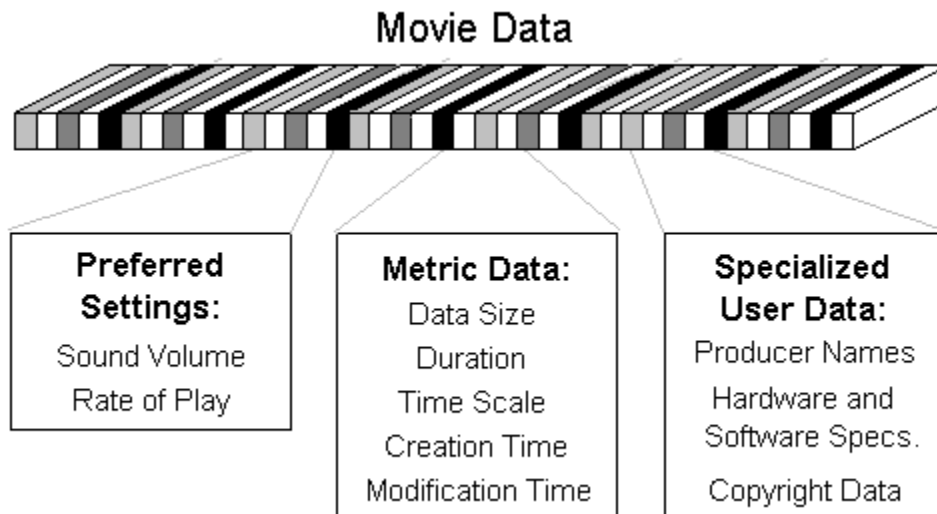 Movie Data
Preferred
Settings:
Sound Volume
Rate of Play
Metric Data:
Data Size
Duration
Time Scale
Creation Time
Modification Time
Specialized
User Data:
Producer Names
Hardware and
Software Specs.
Copyright Data